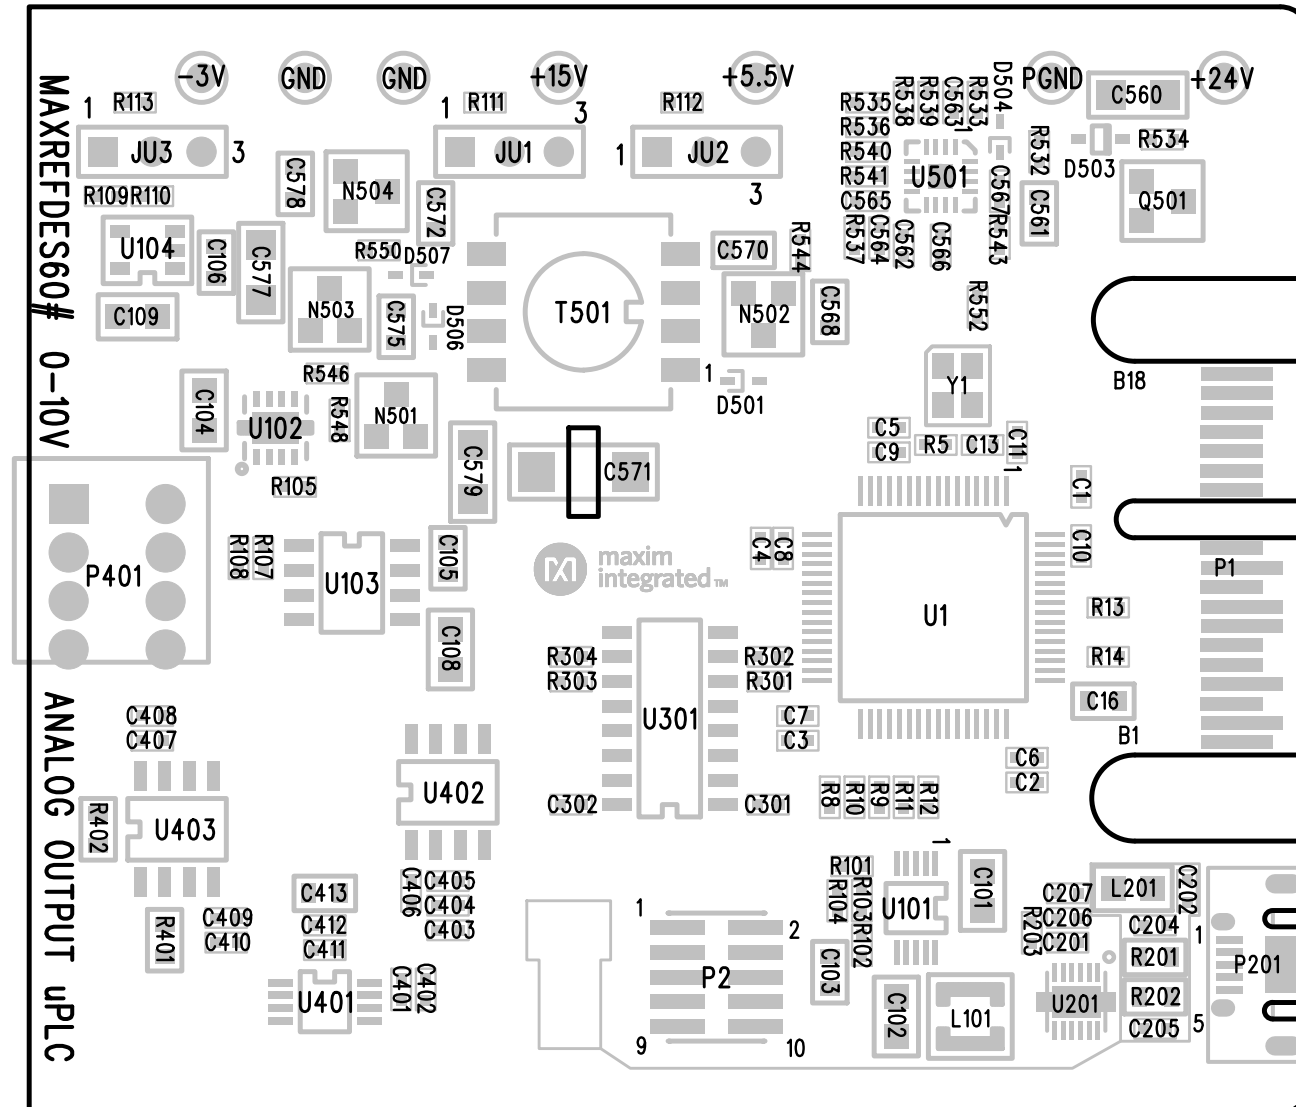 -3V
GND
GND
+15V
+5.5V
PGND
+24V
MAXREFDES60# 0-10V
ANALOG OUTPUT uPLC
R113
1
JU3
3
R111
1
3
JU1
R112
1
JU2
3
R535
R536
R540
R541
C565
R538
R539
C563
1
R533
D504
U501
R537
C564
C562
C566
C567
R543
R532
C561
C560
D503
R534
Q501
R109
R110
U104
C106
C577
C109
C578
N504
C572
R550
D507
N503
C575
D506
T501
C570
R544
N502
C568
1
D501
R552
B18
Y1
R546
C104
U102
R548
N501
R105
C579
C571
C5
C9
R5
C13
C11
1
C1
C10
P401
R108
R107
U103
C105
C108
maxim
integrated™
C4
C8
U1
P1
R13
R14
C16
B1
R304
R303
R302
R301
U301
C7
C3
C6
C2
C302
C301
C408
C407
R402
U403
U402
R8
R10
R9
R11
R12
C413
C412
C411
C406
C405
C404
C403
R401
C409
C410
U401
C401
C402
1
2
P2
9
10
R101
R104
R103
R102
U101
1
C101
C103
C102
L101
C207
C206
C201
R203
L201
C202
C204
R201
R202
C205
U201
1
P201
5